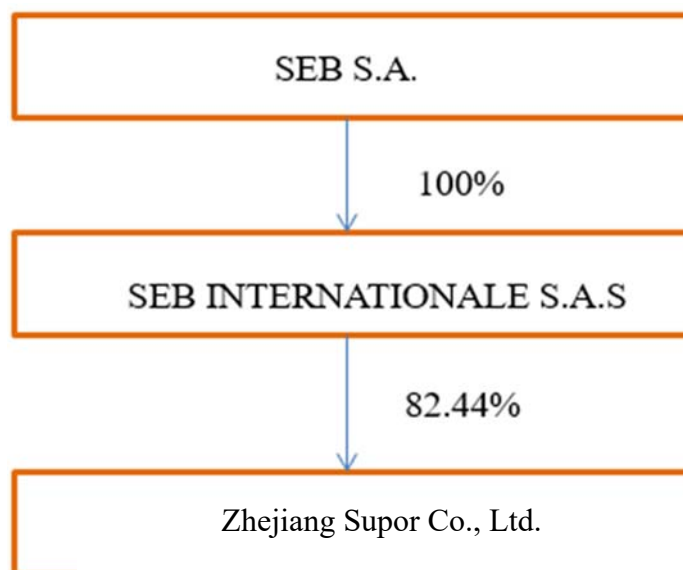 SEB S.A.
100%
SEB INTERNATIONALE S.A.S
82.44%
Zhejiang Supor Co., Ltd.